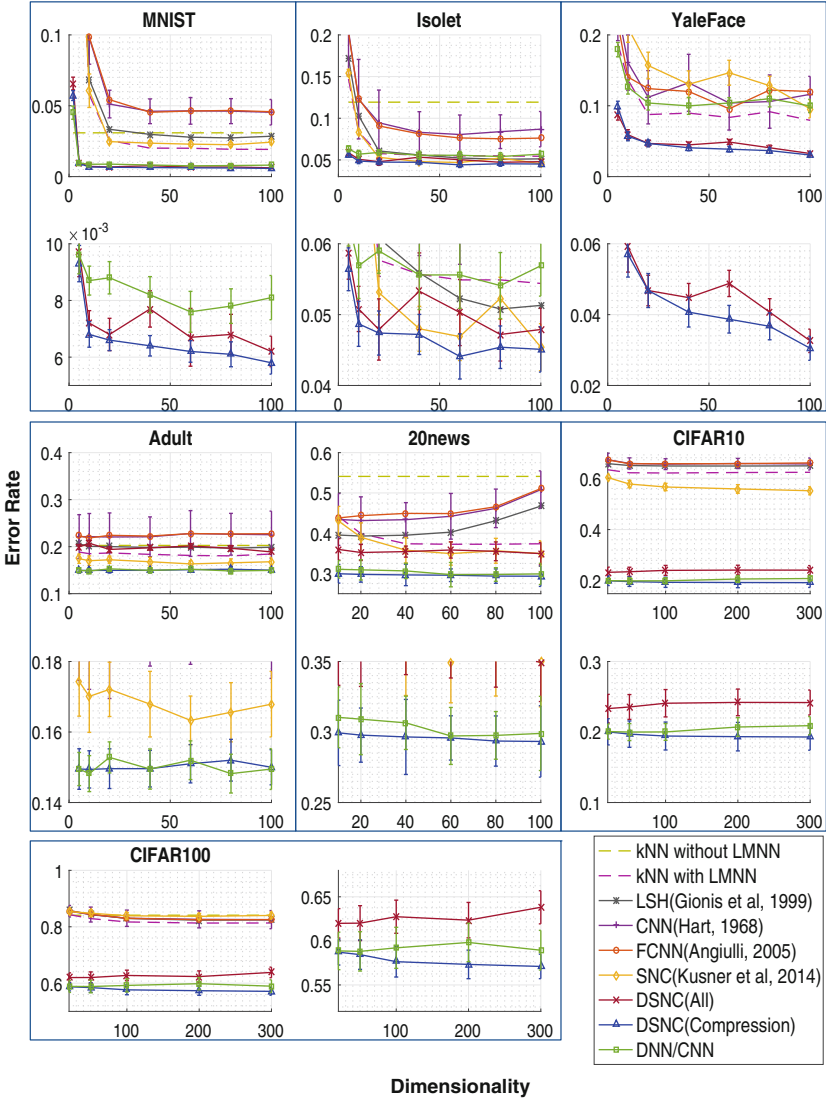 MNIST
Isolet
YaleFace
0.1
0.05
0
0 50 100
0.2
0.15
0.1
0.05
0 50 100
0.2
0.1
0
0 50 100
× 10⁻³
10
8
6
0 50 100
0.06
0.05
0.04
0 50 100
0.06
0.04
0.02
0 50 100
Error Rate
Adult
20news
CIFAR10
0.4
0.3
0.2
0.1
0 50 100
0.6
0.5
0.4
0.3
20 40 60 80 100
0.6
0.4
0.2
100 200 300
0.18
0.16
0.14
0 50 100
0.35
0.3
0.25
20 40 60 80 100
0.3
0.2
0.1
100 200 300
CIFAR100
1
0.8
0.6
100 200 300
0.65
0.6
0.55
100 200 300
kNN without LMNN
kNN with LMNN
LSH(Gionis et al, 1999)
CNN(Hart, 1968)
FCNN(Angiulli, 2005)
SNC(Kusner et al, 2014)
DSNC(All)
DSNC(Compression)
DNN/CNN
Dimensionality